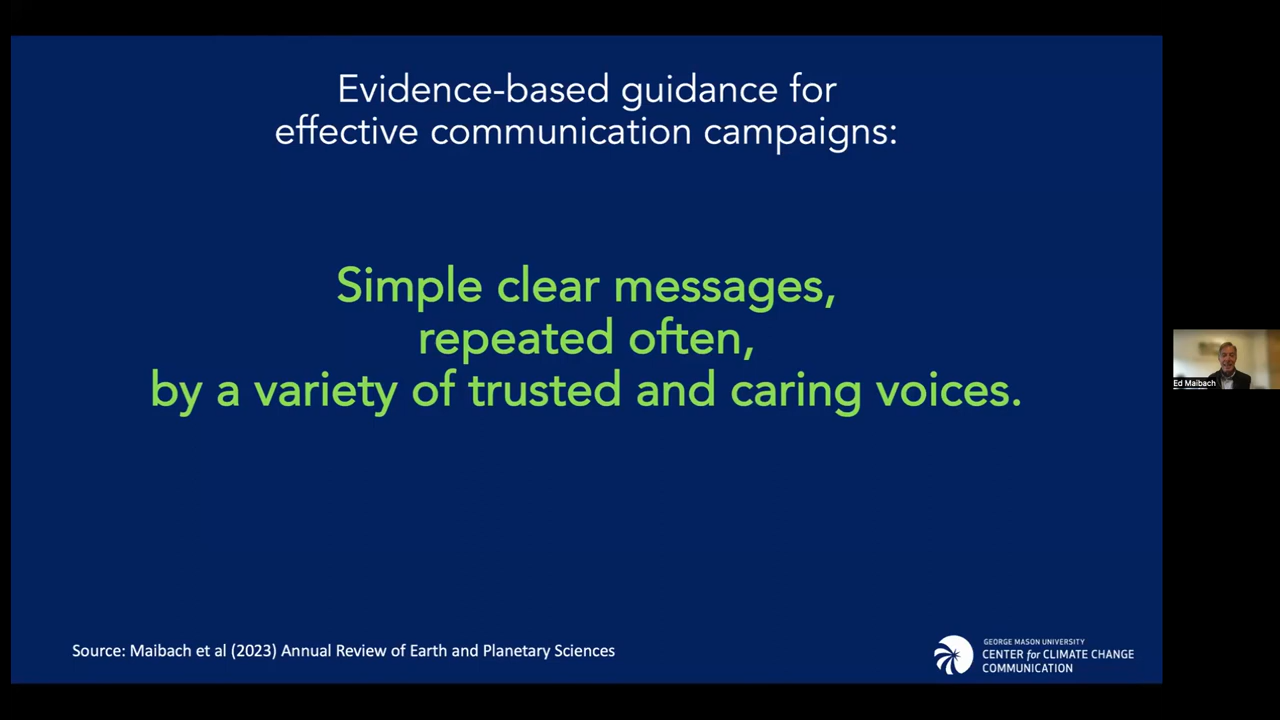 Evidence-based guidance for
effective communication campaigns:
Simple clear messages,
repeated often,
by a variety of trusted and caring voices.
Ed Maibach
Source: Maibach et al (2023) Annual Review of Earth and Planetary Sciences
GEORGE MASON UNIVERSITY
CENTER for CLIMATE CHANGE
COMMUNICATION